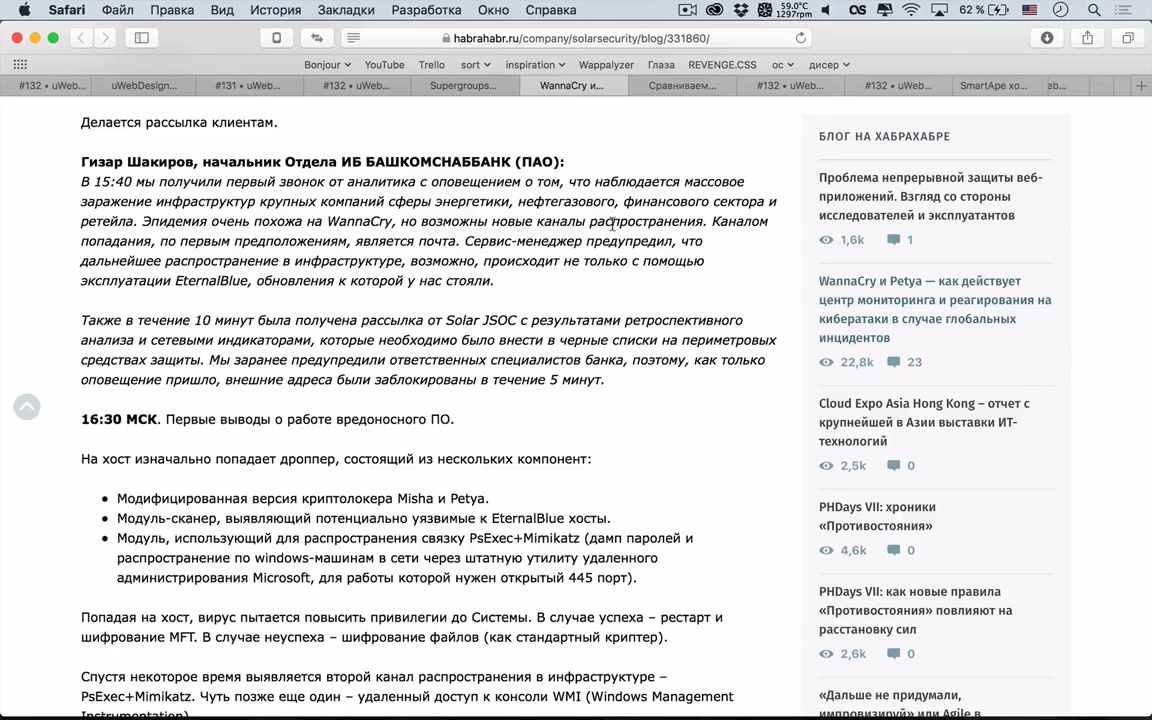 Safari Файл Правка Вид История Закладки Разработка Окно Справка 59.0°C 1297rpm 62 %
habrahabr.ru/company/solarsecurity/blog/331860/
Bonjour YouTube Trello sort inspiration Wappalyzer Глаза REVENGE.CSS ос дисер
#132 • uWeb... uWebDesign... #131 • uWeb... #132 • uWeb... Supergroups... WannaCry и... Сравниваем... #132 • uWeb... #132 • uWeb... SmartApe хо... eb...
Делается рассылка клиентам.
Гизар Шакиров, начальник Отдела ИБ БАШКОМСНАББАНК (ПАО):
В 15:40 мы получили первый звонок от аналитика с оповещением о том, что наблюдается массовое
заражение инфраструктур крупных компаний сферы энергетики, нефтегазового, финансового сектора и
ретейла. Эпидемия очень похожа на WannaCry, но возможны новые каналы распространения. Каналом
попадания, по первым предположениям, является почта. Сервис-менеджер предупредил, что
дальнейшее распространение в инфраструктуре, возможно, происходит не только с помощью
эксплуатации EternalBlue, обновления к которой у нас стояли.
Также в течение 10 минут была получена рассылка от Solar JSOC с результатами ретроспективного
анализа и сетевыми индикаторами, которые необходимо было внести в черные списки на периметровых
средствах защиты. Мы заранее предупредили ответственных специалистов банка, поэтому, как только
оповещение пришло, внешние адреса были заблокированы в течение 5 минут.
16:30 МСК. Первые выводы о работе вредоносного ПО.
На хост изначально попадает дроппер, состоящий из нескольких компонент:
• Модифицированная версия криптолокера Misha и Petya.
• Модуль-сканер, выявляющий потенциально уязвимые к EternalBlue хосты.
• Модуль, использующий для распространения связку PsExec+Mimikatz (дамп паролей и
распространение по windows-машинам в сети через штатную утилиту удаленного
администрирования Microsoft, для работы которой нужен открытый 445 порт).
Попадая на хост, вирус пытается повысить привилегии до Системы. В случае успеха – рестарт и
шифрование MFT. В случае неуспеха – шифрование файлов (как стандартный криптер).
Спустя некоторое время выявляется второй канал распространения в инфраструктуре –
PsExec+Mimikatz. Чуть позже еще один – удаленный доступ к консоли WMI (Windows Management
Instrumentation)
БЛОГ НА ХАБРАХАБРЕ
Проблема непрерывной защиты веб-
приложений. Взгляд со стороны
исследователей и эксплуатантов
1,6k 1
WannaCry и Petya — как действует
центр мониторинга и реагирования на
кибератаки в случае глобальных
инцидентов
22,8k 23
Cloud Expo Asia Hong Kong – отчет с
крупнейшей в Азии выставки ИТ-
технологий
2,5k 0
PHDays VII: хроники
«Противостояния»
4,6k 0
PHDays VII: как новые правила
«Противостояния» повлияют на
расстановку сил
2,6k 0
«Дальше не придумали,
импровизируй» или Agile в